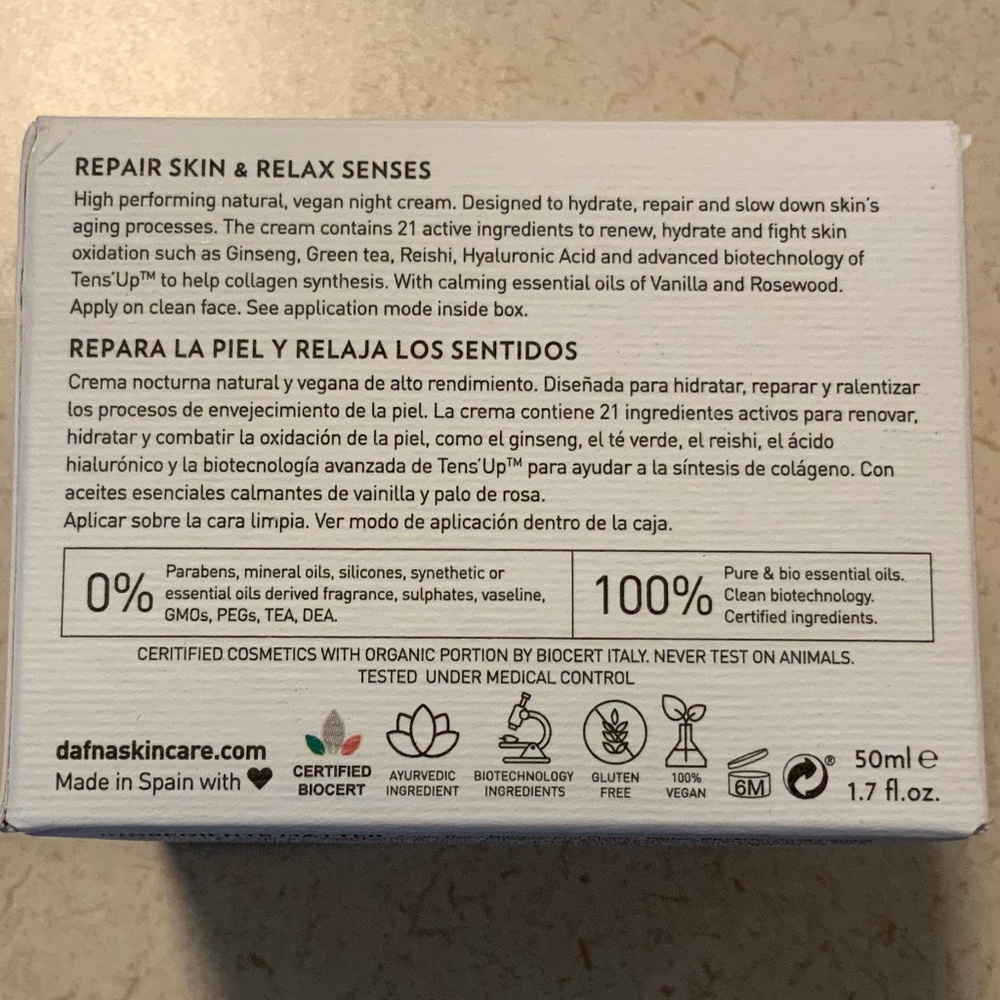 REPAIR SKIN & RELAX SENSES
High performing natural, vegan night cream. Designed to hydrate, repair and slow down skin's
aging processes. The cream contains 21 active ingredients to renew, hydrate and fight skin
oxidation such as Ginseng, Green tea, Reishi, Hyaluronic Acid and advanced biotechnology of
Tens'Up™ to help collagen synthesis. With calming essential oils of Vanilla and Rosewood.
Apply on clean face. See application mode inside box.
REPARA LA PIEL Y RELAJA LOS SENTIDOS
Crema nocturna natural y vegana de alto rendimiento. Diseñada para hidratar, reparar y ralentizar
los procesos de envejecimiento de la piel. La crema contiene 21 ingredientes activos para renovar,
hidratar y combatir la oxidación de la piel, como el ginseng, el té verde, el reishi, el ácido
hialurónico y la biotecnología avanzada de Tens'Up™ para ayudar a la síntesis de colágeno. Con
aceites esenciales calmantes de vainilla y palo de rosa.
Aplicar sobre la cara limpia. Ver modo de aplicación dentro de la caja.
0%
Parabens, mineral oils, silicones, synethetic or
essential oils derived fragrance, sulphates, vaseline,
GMOs, PEGs, TEA, DEA.
100%
Pure & bio essential oils.
Clean biotechnology.
Certified ingredients.
CERITIFIED COSMETICS WITH ORGANIC PORTION BY BIOCERT ITALY. NEVER TEST ON ANIMALS.
TESTED UNDER MEDICAL CONTROL
dafnaskincare.com
Made in Spain with ♥
CERTIFIED
BIOCERT
AYURVEDIC
INGREDIENT
BIOTECHNOLOGY
INGREDIENTS
GLUTEN
FREE
100%
VEGAN
6M
®
50ml ℮
1.7 fl.oz.